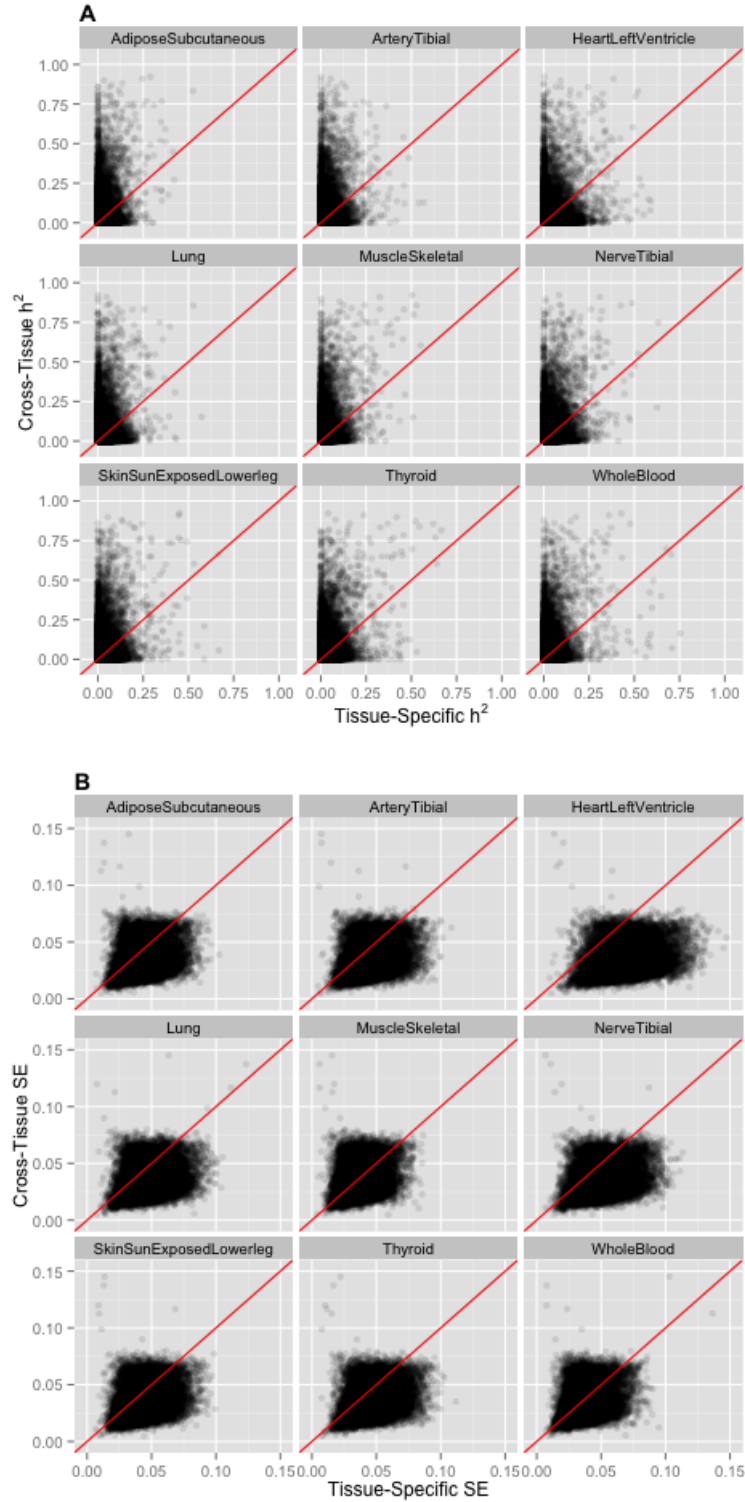 A
AdiposeSubcutaneous ArteryTibial HeartLeftVentricle
1.00
0.75
0.50
0.25
0.00
Lung MuscleSkeletal NerveTibial
1.00
0.75
0.50
0.25
0.00
Cross-Tissue h²
SkinSunExposedLowerleg Thyroid WholeBlood
1.00
0.75
0.50
0.25
0.00
0.00 0.25 0.50 0.75 1.00 0.00 0.25 0.50 0.75 1.00 0.00 0.25 0.50 0.75 1.00
Tissue-Specific h²
B
AdiposeSubcutaneous ArteryTibial HeartLeftVentricle
0.15
0.10
0.05
0.00
Lung MuscleSkeletal NerveTibial
0.15
0.10
0.05
0.00
Cross-Tissue SE
SkinSunExposedLowerleg Thyroid WholeBlood
0.15
0.10
0.05
0.00
0.00 0.05 0.10 0.15 0.00 0.05 0.10 0.15 0.00 0.05 0.10 0.15
Tissue-Specific SE